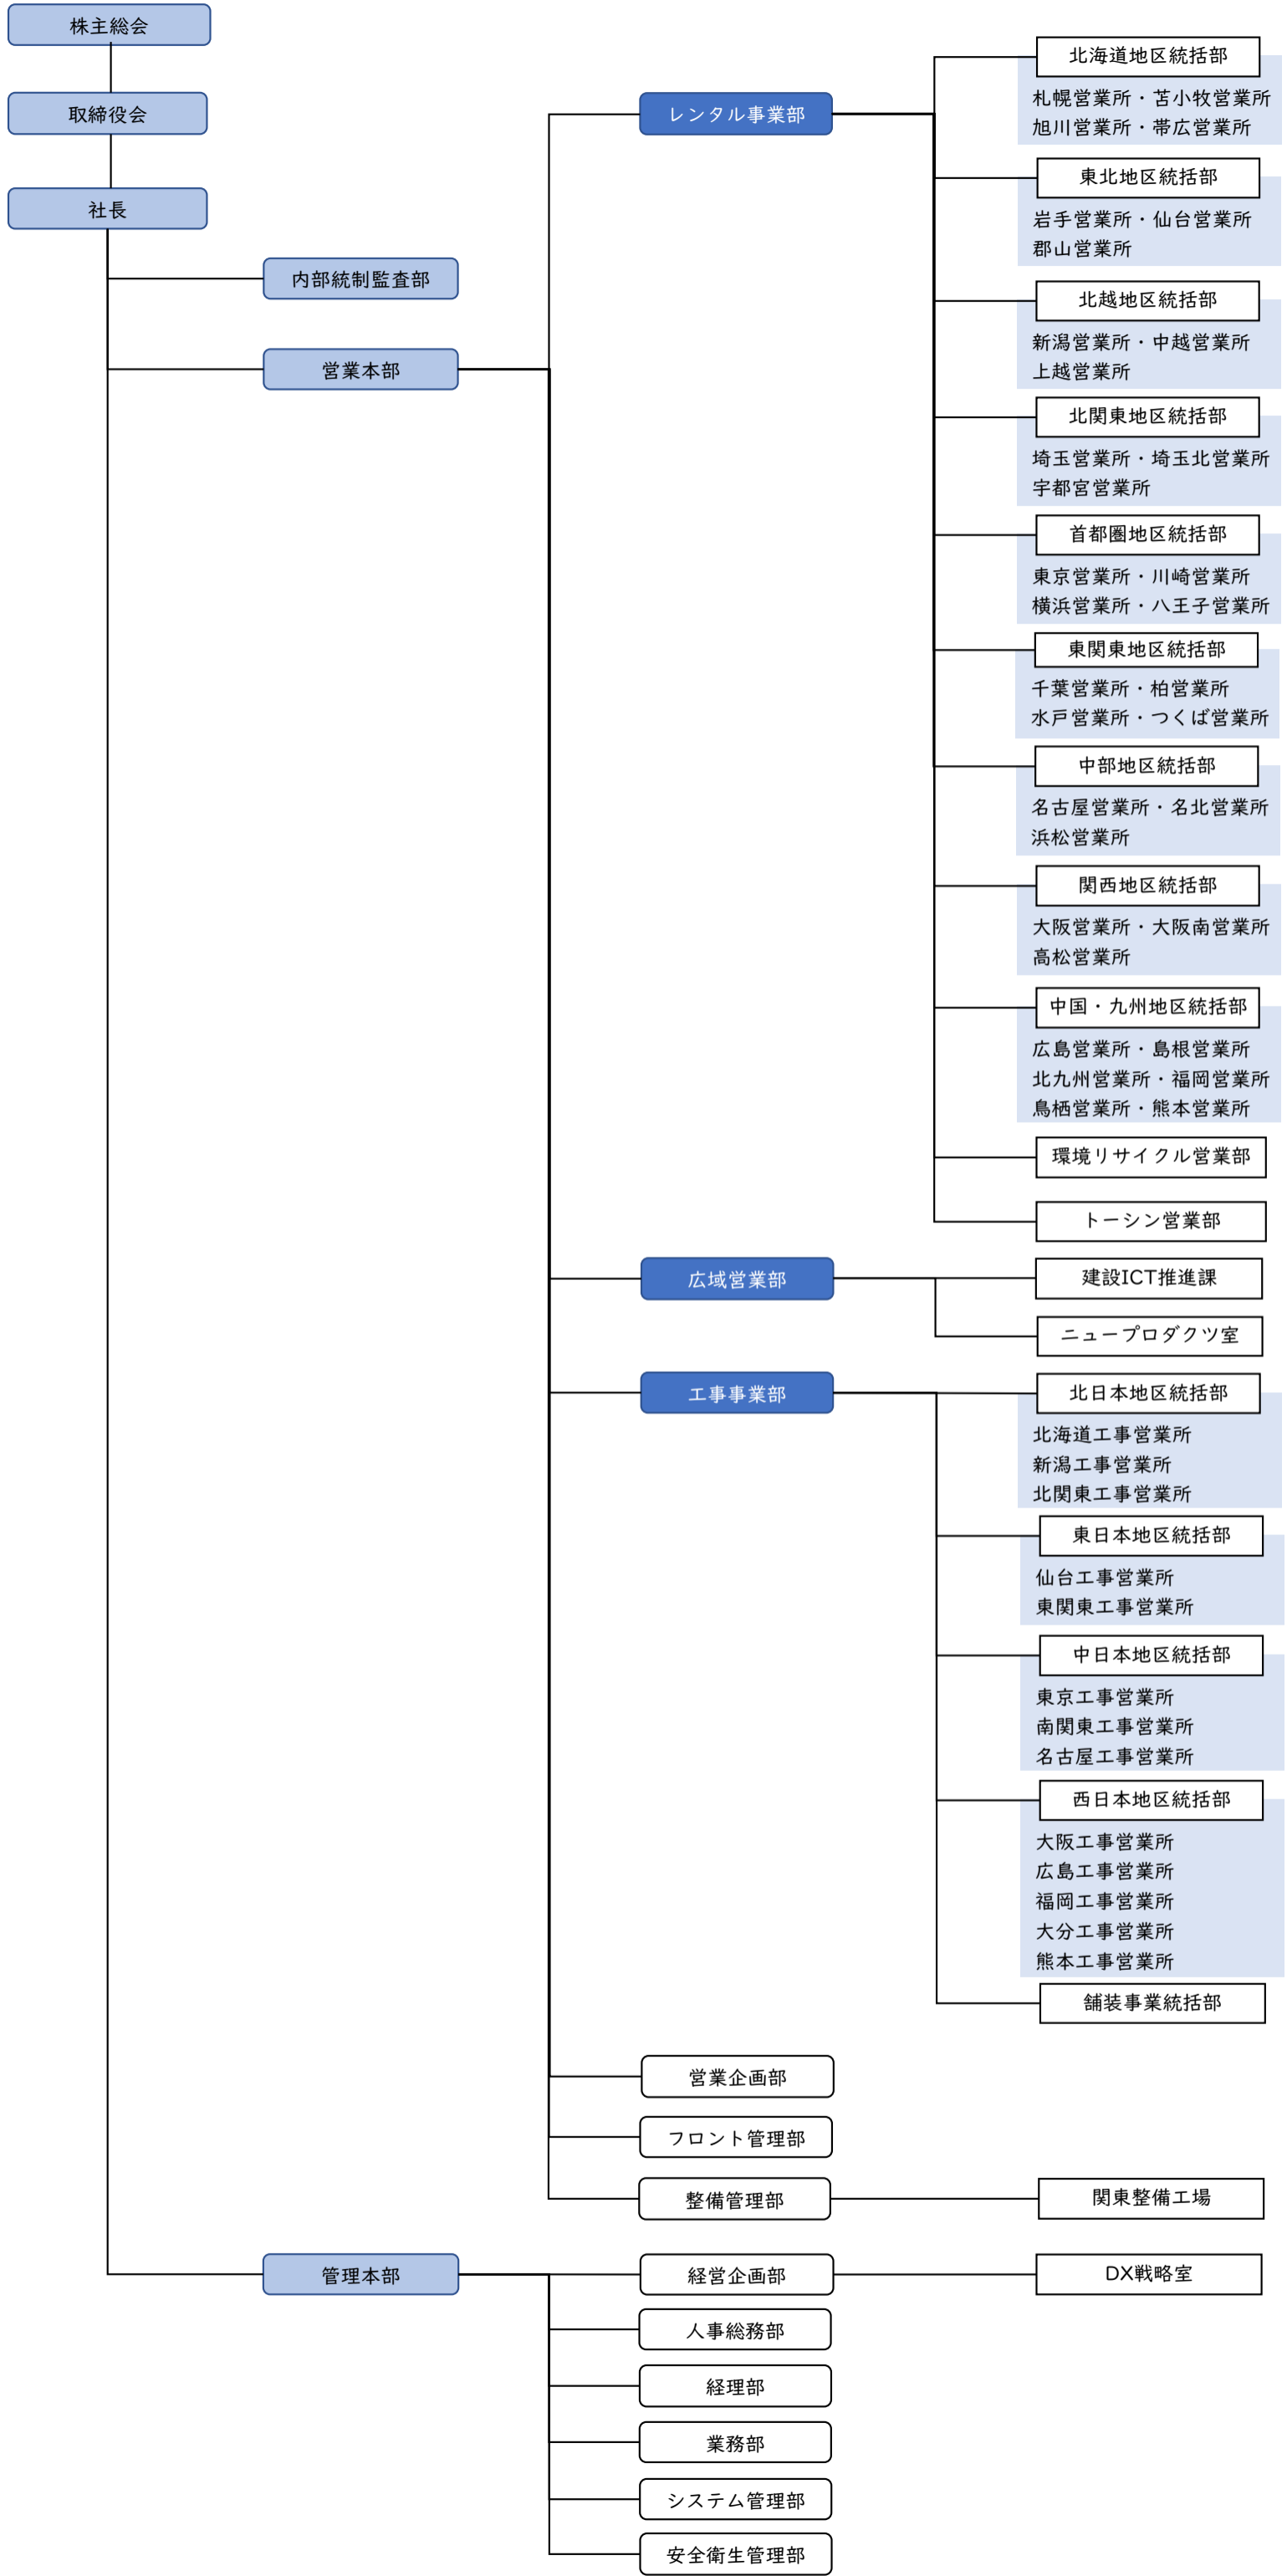 株主総会
取締役会
社長
内部統制監査部
営業本部
レンタル事業部
北海道地区統括部
札幌営業所・苫小牧営業所
旭川営業所・帯広営業所
東北地区統括部
岩手営業所・仙台営業所
郡山営業所
北越地区統括部
新潟営業所・中越営業所
上越営業所
北関東地区統括部
埼玉営業所・埼玉北営業所
宇都宮営業所
首都圏地区統括部
東京営業所・川崎営業所
横浜営業所・八王子営業所
東関東地区統括部
千葉営業所・柏営業所
水戸営業所・つくば営業所
中部地区統括部
名古屋営業所・名北営業所
浜松営業所
関西地区統括部
大阪営業所・大阪南営業所
高松営業所
中国・九州地区統括部
広島営業所・島根営業所
北九州営業所・福岡営業所
鳥栖営業所・熊本営業所
環境リサイクル営業部
トーシン営業部
広域営業部
建設ICT推進課
ニュープロダクツ室
工事事業部
北日本地区統括部
北海道工事営業所
新潟工事営業所
北関東工事営業所
東日本地区統括部
仙台工事営業所
東関東工事営業所
中日本地区統括部
東京工事営業所
南関東工事営業所
名古屋工事営業所
西日本地区統括部
大阪工事営業所
広島工事営業所
福岡工事営業所
大分工事営業所
熊本工事営業所
舗装事業統括部
営業企画部
フロント管理部
整備管理部
関東整備工場
管理本部
経営企画部
DX戦略室
人事総務部
経理部
業務部
システム管理部
安全衛生管理部